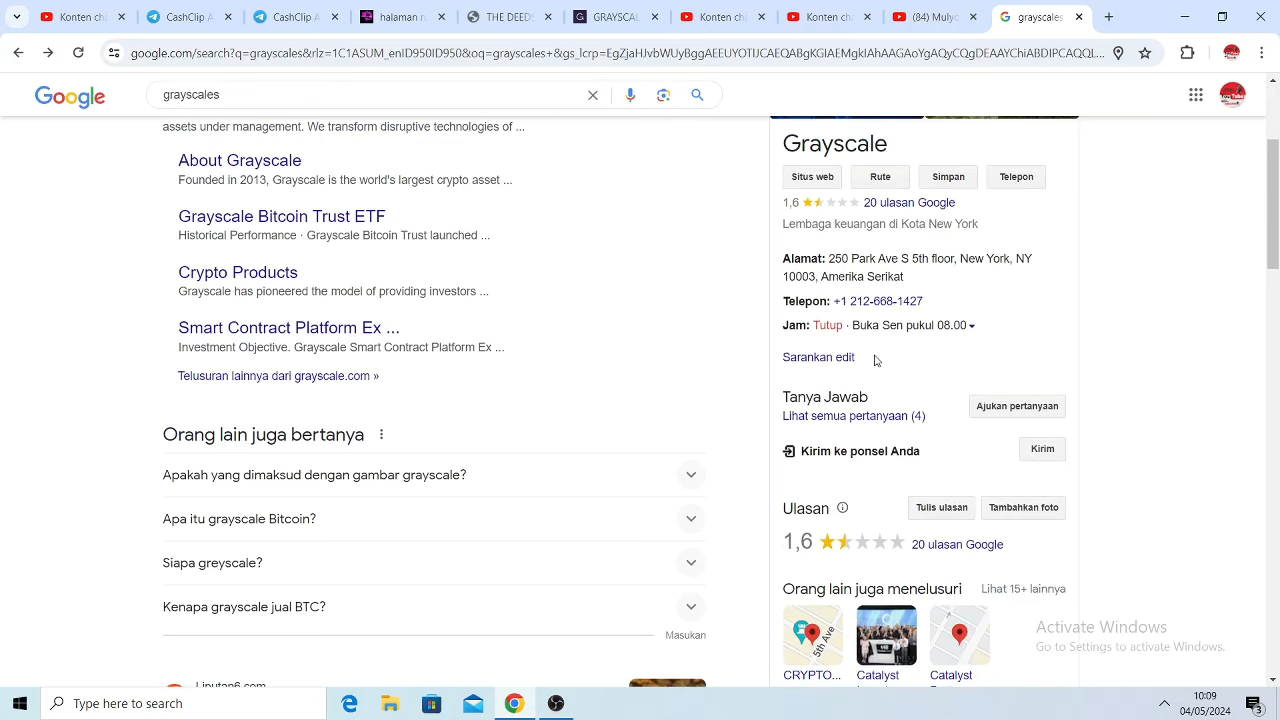 Konten c
CashClip
CashClip
halaman n
THE DEED
GRAYSCAL
Konten ch
Konten ch
(84) Mulyo
grayscales
google.com/search?q=grayscales&rlz=1C1ASUM_enID950ID950&oq=grayscales+&gs_lcrp=EgZjaHJvbWUyBggAEEUYOTIJCAEQABgKGIAEMgkIAhAAGAoYgAQyCQgDEAAYChiABDIPCAQQL...
Google
grayscales
assets under management. We transform disruptive technologies of ...
About Grayscale
Founded in 2013, Grayscale is the world's largest crypto asset ...
Grayscale Bitcoin Trust ETF
Historical Performance · Grayscale Bitcoin Trust launched ...
Crypto Products
Grayscale has pioneered the model of providing investors ...
Smart Contract Platform Ex ...
Investment Objective. Grayscale Smart Contract Platform Ex ...
Telusuran lainnya dari grayscale.com »
Orang lain juga bertanya
Apakah yang dimaksud dengan gambar grayscale?
Apa itu grayscale Bitcoin?
Siapa greyscale?
Kenapa grayscale jual BTC?
Masukan
Grayscale
Situs web
Rute
Simpan
Telepon
1,6 20 ulasan Google
Lembaga keuangan di Kota New York
Alamat: 250 Park Ave S 5th floor, New York, NY
10003, Amerika Serikat
Telepon: +1 212-668-1427
Jam: Tutup · Buka Sen pukul 08.00
Sarankan edit
Tanya Jawab
Lihat semua pertanyaan (4)
Ajukan pertanyaan
Kirim ke ponsel Anda
Kirim
Ulasan
Tulis ulasan
Tambahkan foto
1,6 20 ulasan Google
Orang lain juga menelusuri
Lihat 15+ lainnya
5th Ave
CRYPTO...
Catalyst
Catalyst
Activate Windows
Go to Settings to activate Windows.
Type here to search
10:09
04/05/2024
3